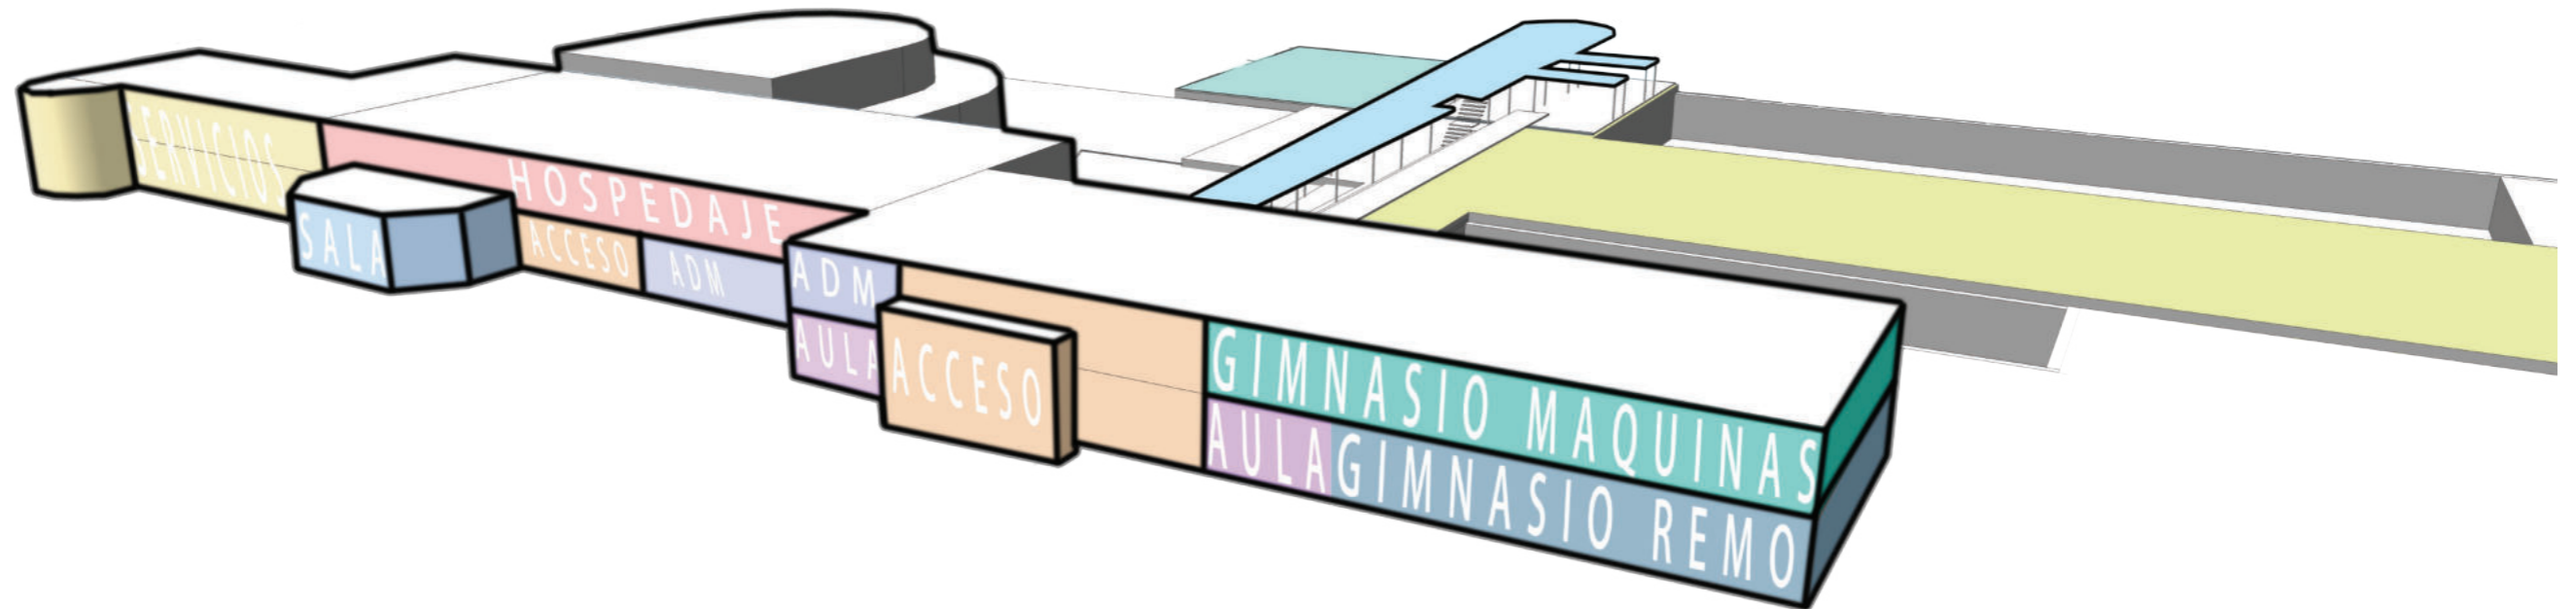 SERVICIOS
HOSPEDAJE
SALA
ACCESO
ADM
ADM
AULA
ACCESO
GIMNASIO MAQUINAS
AULA
GIMNASIO REMO